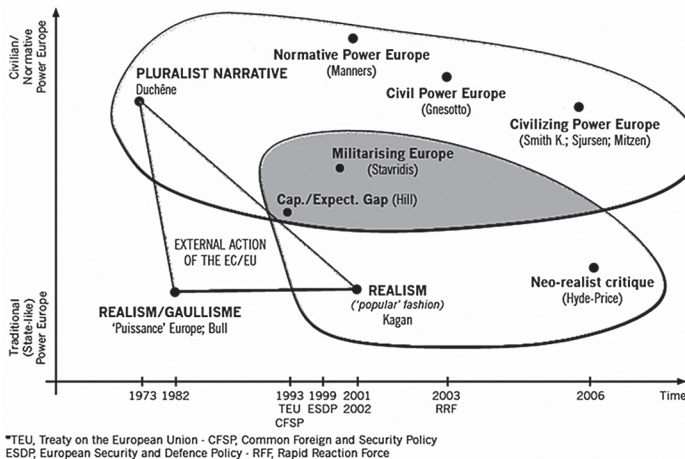 Civilian/
Normative
Power Europe
Normative Power Europe
(Manners)
PLURALIST NARRATIVE
Duchêne
Civil Power Europe
(Gnesotto)
Civilizing Power Europe
(Smith K.; Sjursen; Mitzen)
Militarising Europe
(Stavridis)
Cap./Expect. Gap (Hill)
EXTERNAL ACTION
OF THE EC/EU
Neo-realist critique
(Hyde-Price)
REALISM
('popular' fashion)
Kagan
REALISM/GAULLISME
'Puissance' Europe; Bull
Traditional
(State-like)
Power Europe
1973 1982 1993 1999 2001 2003 2006 Time
TEU ESDP 2002 RRF
CFSP
*TEU, Treaty on the European Union - CFSP, Common Foreign and Security Policy
ESDP, European Security and Defence Policy - RFF, Rapid Reaction Force